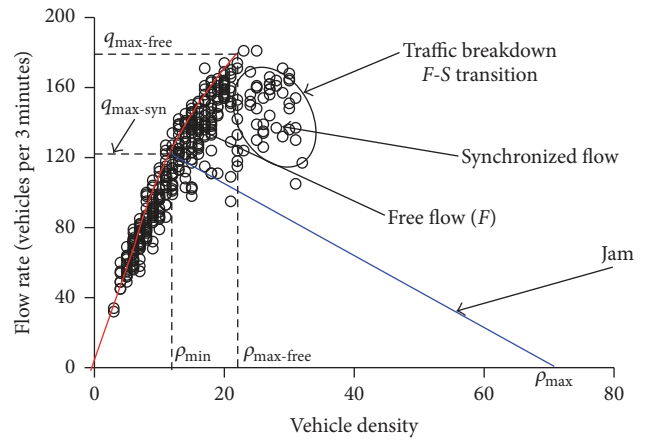 200
160
120
80
40
0
Flow rate (vehicles per 3 minutes)
q_max-free
q_max-syn
Traffic breakdown
F-S transition
Synchronized flow
Free flow (F)
Jam
ρ_min
ρ_max-free
ρ_max
0
20
40
60
80
Vehicle density